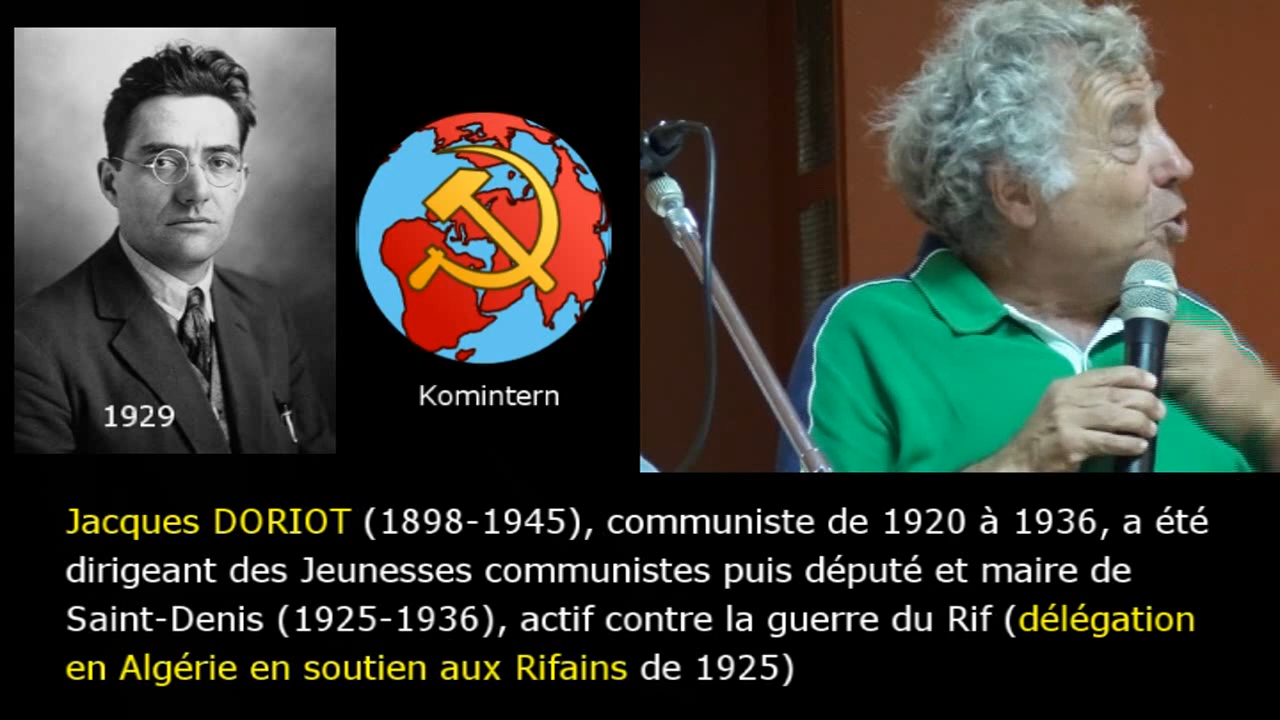 1929
Komintern
Jacques DORIOT (1898-1945), communiste de 1920 à 1936, a été
dirigeant des Jeunesses communistes puis député et maire de
Saint-Denis (1925-1936), actif contre la guerre du Rif (délégation
en Algérie en soutien aux Rifains de 1925)